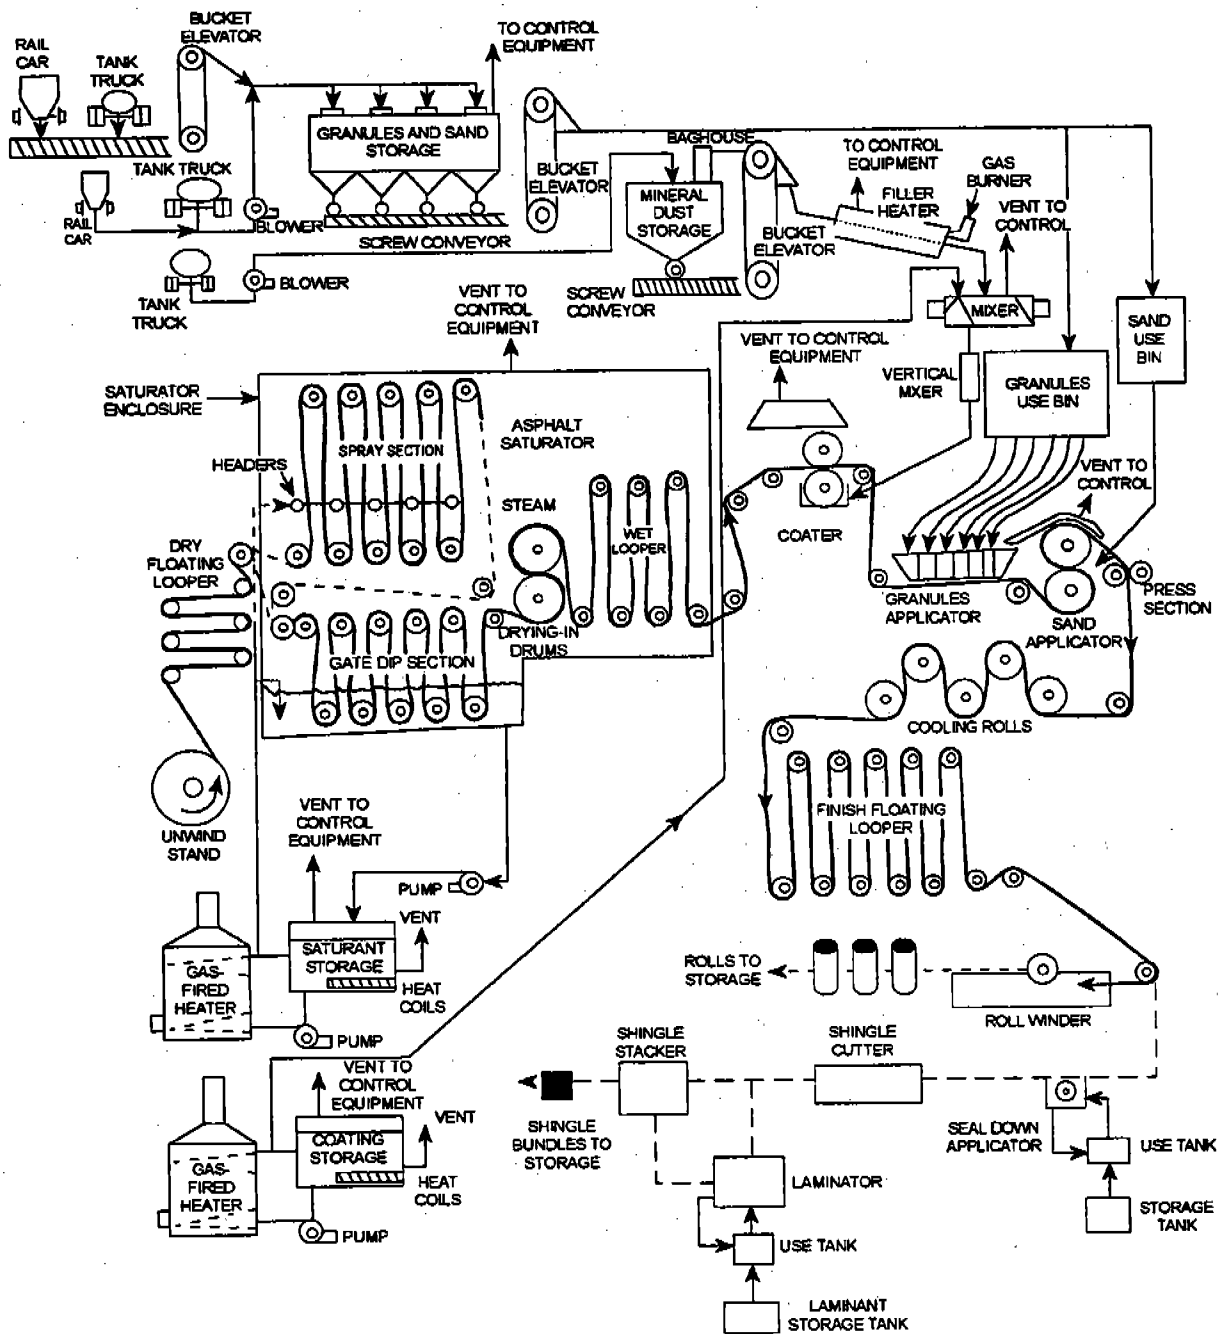 BUCKET
ELEVATOR
RAIL
CAR
TANK
TRUCK
TO CONTROL
EQUIPMENT
GRANULES AND SAND
STORAGE
TANK TRUCK
RAIL
CAR
BLOWER
SCREW CONVEYOR
BUCKET
ELEVATOR
BAGHOUSE
MINERAL
DUST
STORAGE
BUCKET
ELEVATOR
TO CONTROL
EQUIPMENT
FILLER
HEATER
GAS
BURNER
VENT TO
CONTROL
TANK
TRUCK
BLOWER
SCREW
CONVEYOR
MIXER
SAND
USE
BIN
VENT TO
CONTROL
EQUIPMENT
VENT TO CONTROL
EQUIPMENT
VERTICAL
MIXER
GRANULES
USE BIN
SATURATOR
ENCLOSURE
ASPHALT
SATURATOR
SPRAY SECTION
HEADERS
STEAM
WET
LOOPER
COATER
VENT TO
CONTROL
DRY
FLOATING
LOOPER
GRANULES
APPLICATOR
PRESS
SECTION
SAND
APPLICATOR
DRYING-IN
DRUMS
GATE DIP SECTION
COOLING ROLLS
UNWIND
STAND
VENT TO
CONTROL
EQUIPMENT
FINISH FLOATING
LOOPER
PUMP
VENT
SATURANT
STORAGE
GAS-
FIRED
HEATER
HEAT
COILS
PUMP
ROLLS TO
STORAGE
ROLL WINDER
SHINGLE
STACKER
SHINGLE
CUTTER
VENT TO
CONTROL
EQUIPMENT
VENT
COATING
STORAGE
GAS-
FIRED
HEATER
HEAT
COILS
PUMP
SHINGLE
BUNDLES TO
STORAGE
SEAL DOWN
APPLICATOR
USE TANK
LAMINATOR
STORAGE
TANK
USE TANK
LAMINANT
STORAGE TANK